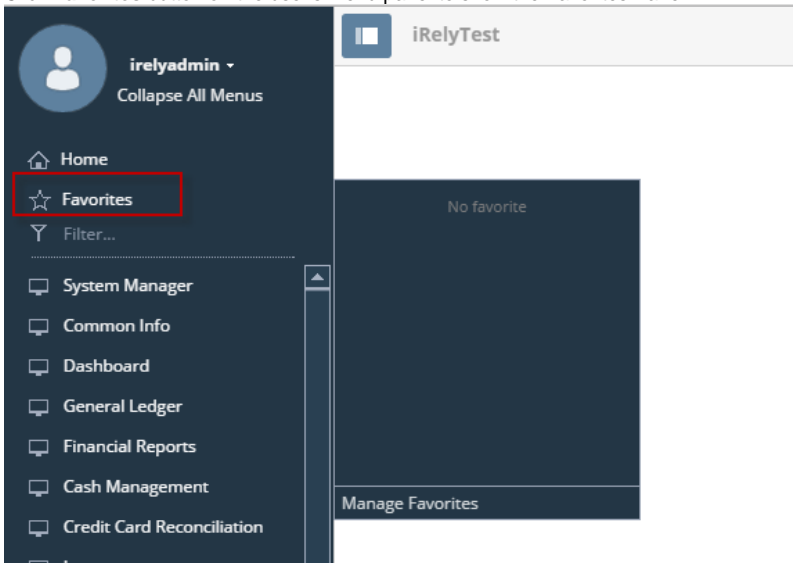 iRelyTest
irelyadmin
Collapse All Menus
Home
Favorites
Filter...
No favorite
System Manager
Common Info
Dashboard
General Ledger
Financial Reports
Cash Management
Credit Card Reconciliation
Manage Favorites